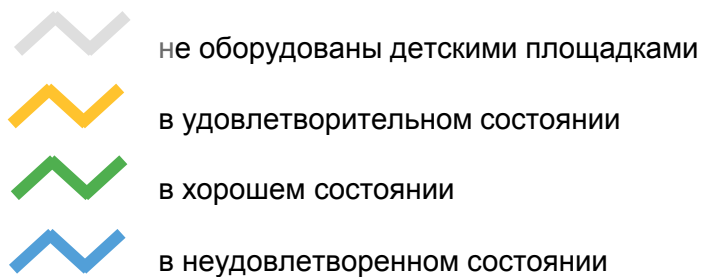 не оборудованы детскими площадками
в удовлетворительном состоянии
в хорошем состоянии
в неудовлетворенном состоянии